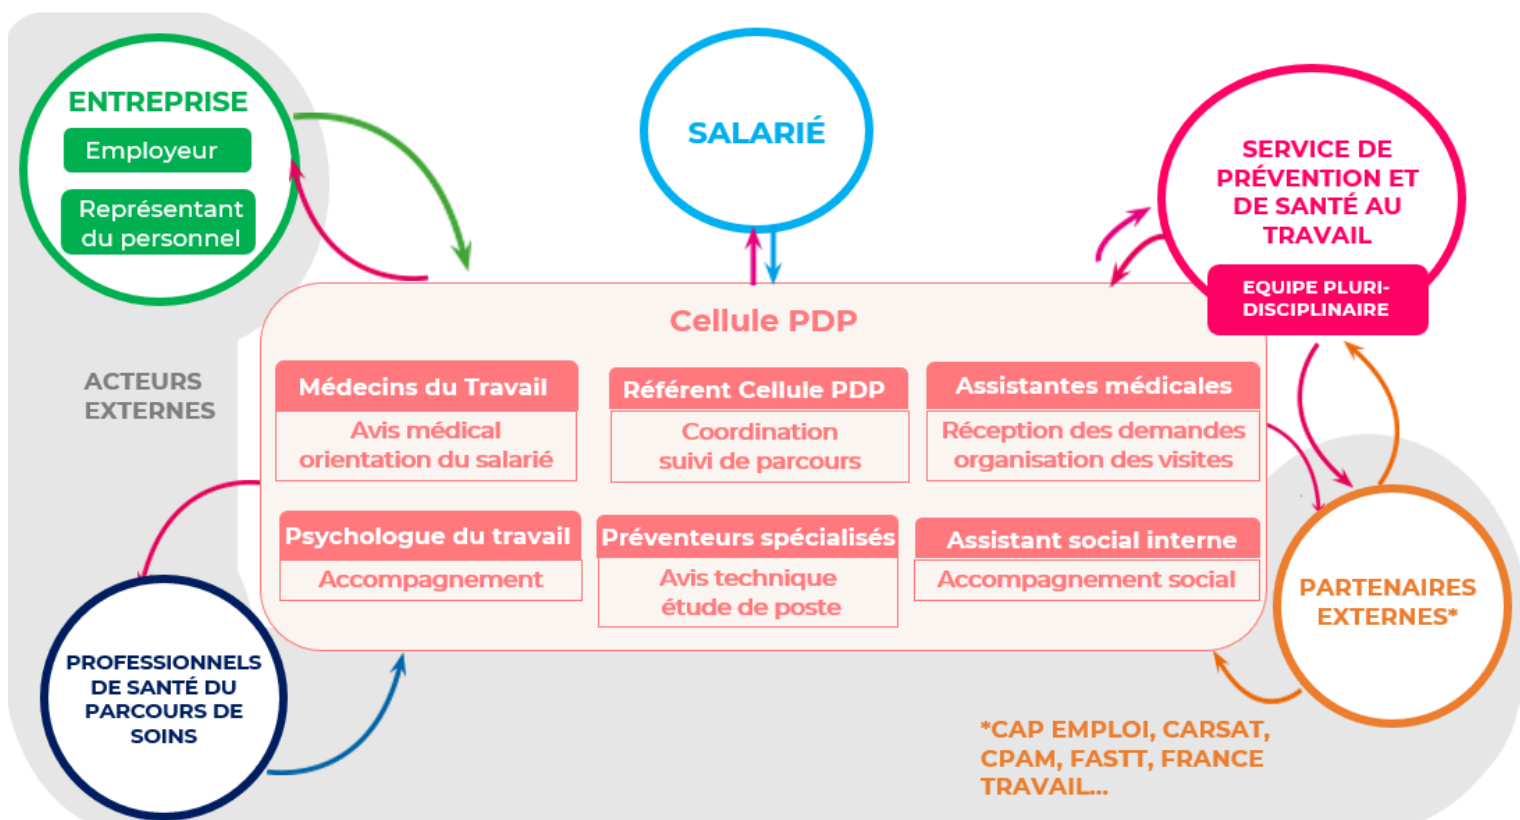 ENTREPRISE
Employeur
Représentant
du personnel
SALARIÉ
SERVICE DE
PRÉVENTION ET
DE SANTÉ AU
TRAVAIL
EQUIPE PLURI-
DISCIPLINAIRE
ACTEURS
EXTERNES
Cellule PDP
Médecins du Travail
Avis médical
orientation du salarié
Référent Cellule PDP
Coordination
suivi de parcours
Assistantes médicales
Réception des demandes
organisation des visites
Psychologue du travail
Accompagnement
Préventeurs spécialisés
Avis technique
étude de poste
Assistant social interne
Accompagnement social
PROFESSIONNELS
DE SANTÉ DU
PARCOURS DE
SOINS
PARTENAIRES
EXTERNES*
*CAP EMPLOI, CARSAT,
CPAM, FASTT, FRANCE
TRAVAIL...